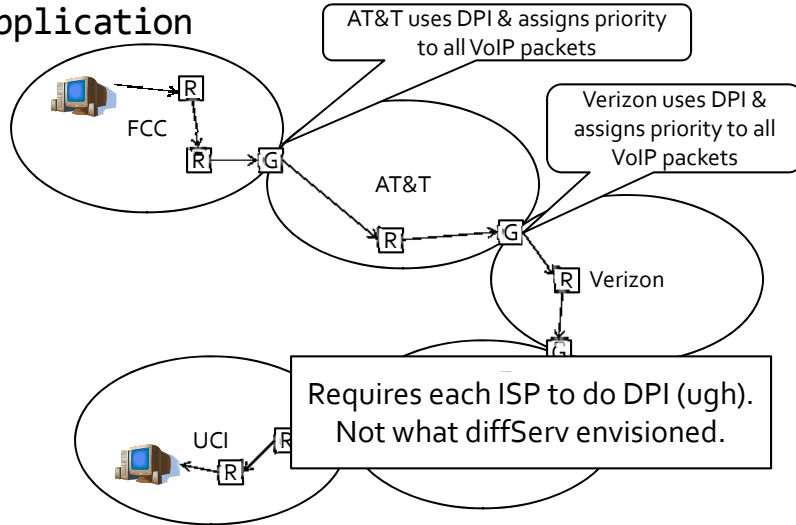 pplication
AT&T uses DPI & assigns priority
to all VoIP packets
R
Verizon uses DPI &
assigns priority to all
VoIP packets
FCC
R
G
AT&T
R
G
R
Verizon
G
Requires each ISP to do DPI (ugh).
Not what diffServ envisioned.
UCI
R
R